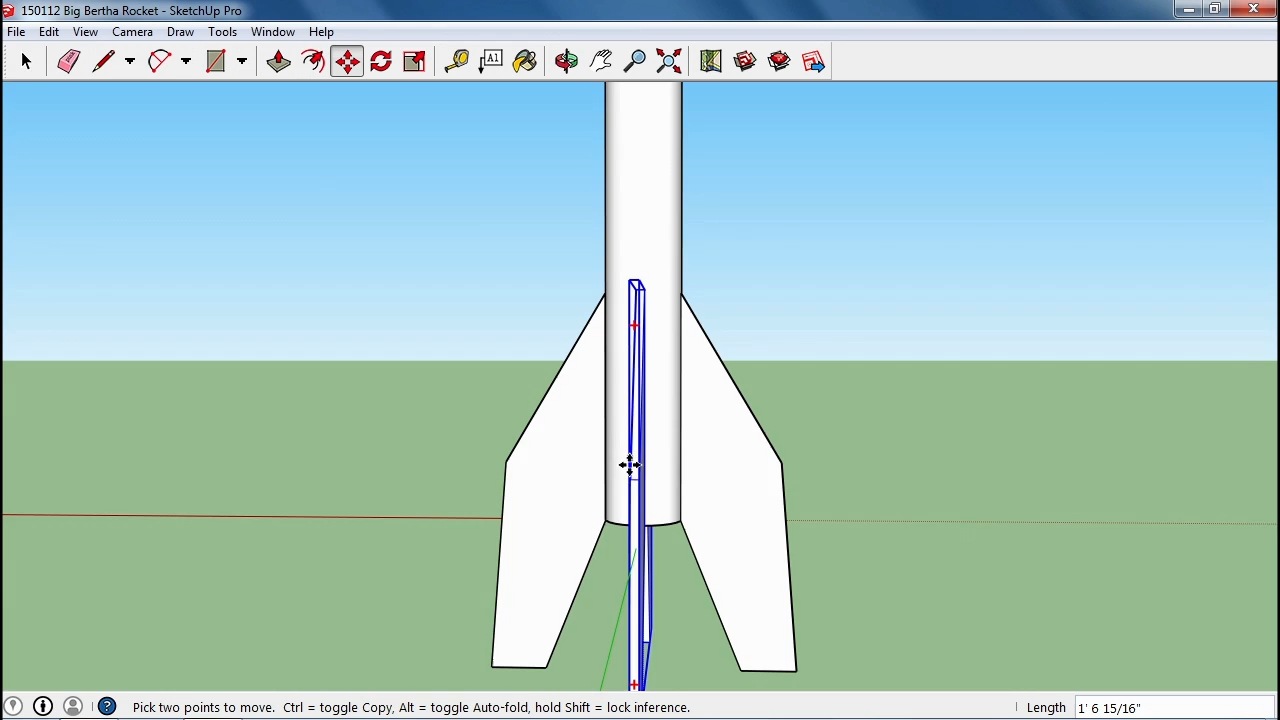 150112 Big Bertha Rocket - SketchUp Pro
File Edit View Camera Draw Tools Window Help
A1
Pick two points to move. Ctrl = toggle Copy, Alt = toggle Auto-fold, hold Shift = lock inference. Length 1' 6 15/16"